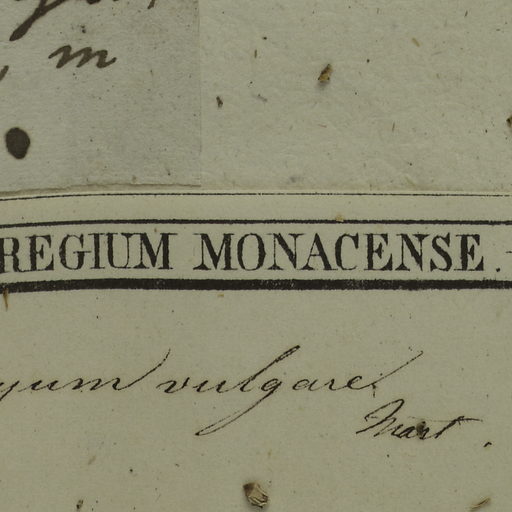 , m
REGIUM MONACENSE.
yum vulgare.
Mart.